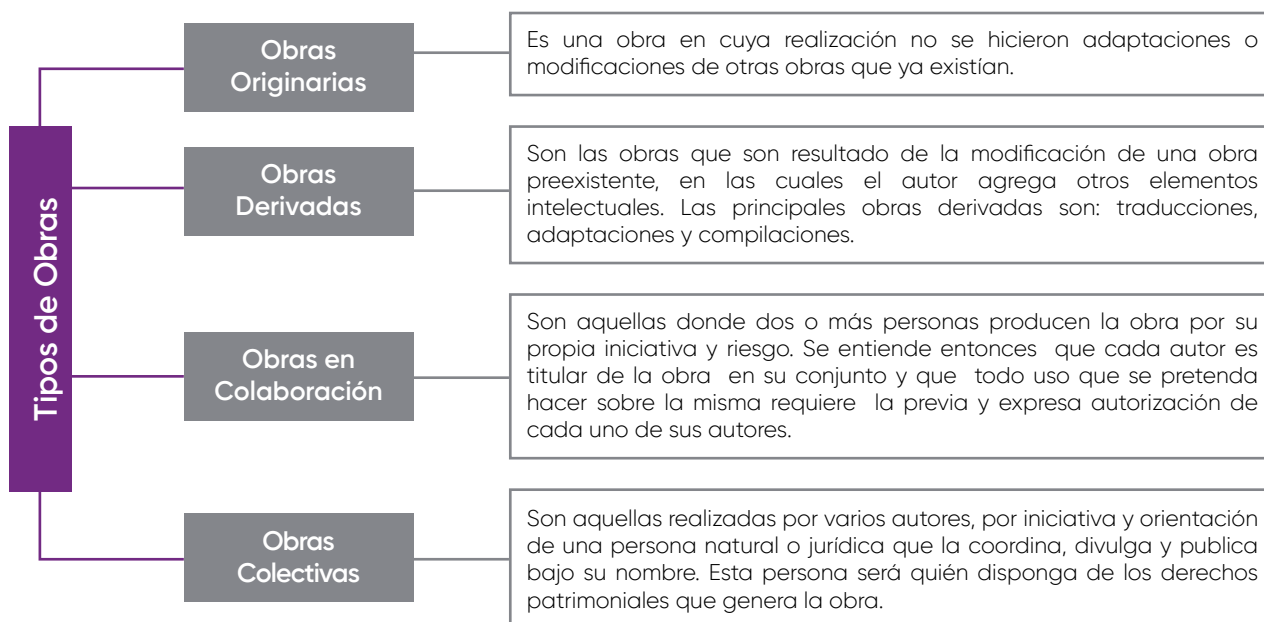 Tipos de Obras
Obras
Originarias
Es una obra en cuya realización no se hicieron adaptaciones o
modificaciones de otras obras que ya existían.
Obras
Derivadas
Son las obras que son resultado de la modificación de una obra
preexistente, en las cuales el autor agrega otros elementos
intelectuales. Las principales obras derivadas son: traducciones,
adaptaciones y compilaciones.
Obras en
Colaboración
Son aquellas donde dos o más personas producen la obra por su
propia iniciativa y riesgo. Se entiende entonces que cada autor es
titular de la obra en su conjunto y que todo uso que se pretenda
hacer sobre la misma requiere la previa y expresa autorización de
cada uno de sus autores.
Obras
Colectivas
Son aquellas realizadas por varios autores, por iniciativa y orientación
de una persona natural o jurídica que la coordina, divulga y publica
bajo su nombre. Esta persona será quién disponga de los derechos
patrimoniales que genera la obra.